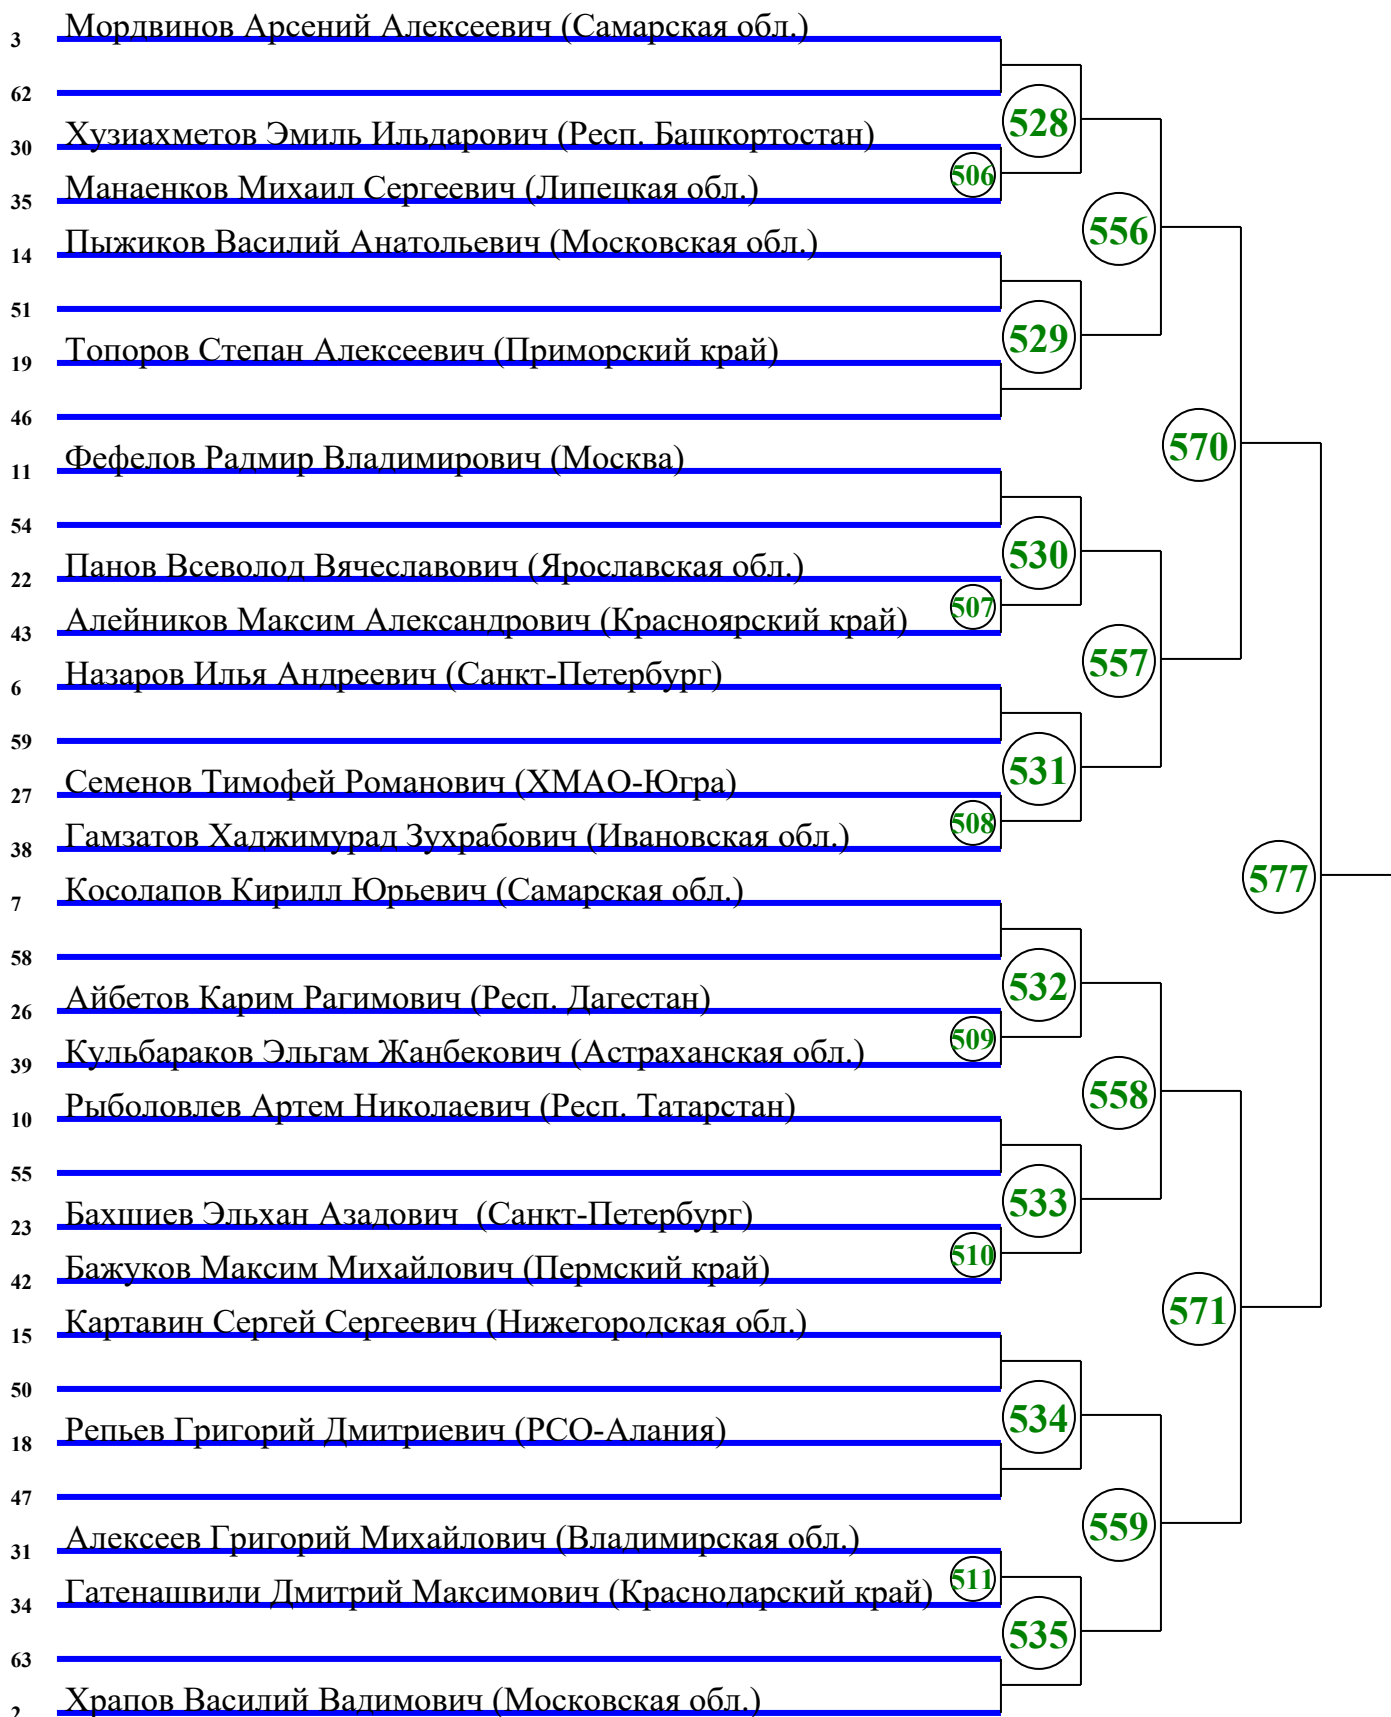 3 Мордвинов Арсений Алексеевич (Самарская обл.)
62
528
30 Хузиахметов Эмиль Ильдарович (Респ. Башкортостан)
506
35 Манаенков Михаил Сергеевич (Липецкая обл.)
556
14 Пыжиков Василий Анатольевич (Московская обл.)
51
529
19 Топоров Степан Алексеевич (Приморский край)
46
570
11 Фефелов Радмир Владимирович (Москва)
54
530
22 Панов Всеволод Вячеславович (Ярославская обл.)
507
43 Алейников Максим Александрович (Красноярский край)
557
6 Назаров Илья Андреевич (Санкт-Петербург)
59
531
27 Семенов Тимофей Романович (ХМАО-Югра)
508
38 Гамзатов Хаджимурад Зухрабович (Ивановская обл.)
577
7 Косолапов Кирилл Юрьевич (Самарская обл.)
58
532
26 Айбетов Карим Рагимович (Респ. Дагестан)
509
39 Кульбараков Эльгам Жанбекович (Астраханская обл.)
558
10 Рыболовлев Артем Николаевич (Респ. Татарстан)
55
533
23 Бахшиев Эльхан Азадович (Санкт-Петербург)
510
42 Бажуков Максим Михайлович (Пермский край)
571
15 Картавин Сергей Сергеевич (Нижегородская обл.)
50
534
18 Репьев Григорий Дмитриевич (РСО-Алания)
47
559
31 Алексеев Григорий Михайлович (Владимирская обл.)
511
34 Гатенашвили Дмитрий Максимович (Краснодарский край)
535
63
2 Храпов Василий Вадимович (Московская обл.)